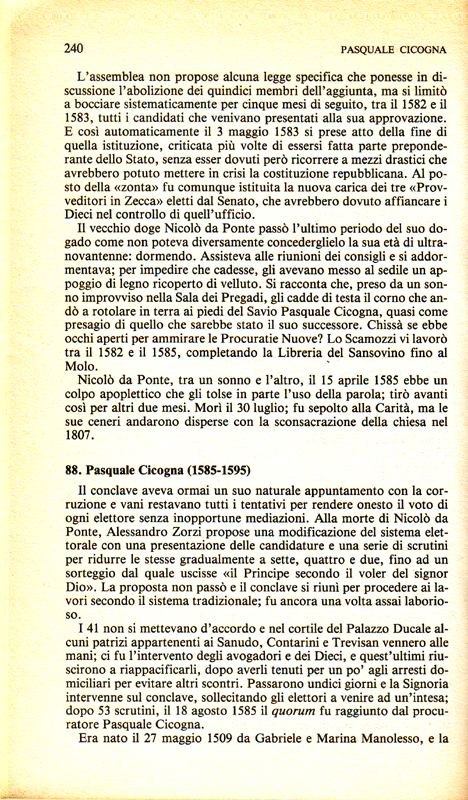 240
PASQUALE CICOGNA
L'assemblea non propose alcuna legge specifica che ponesse in di-
scussione l'abolizione dei quindici membri dell'aggiunta, ma si limitò
a bocciare sistematicamente per cinque mesi di seguito, tra il 1582 e il
1583, tutti i candidati che venivano presentati alla sua approvazione.
E così automaticamente il 3 maggio 1583 si prese atto della fine di
quella istituzione, criticata più volte di essersi fatta parte preponde-
rante dello Stato, senza esser dovuti però ricorrere a mezzi drastici che
avrebbero potuto mettere in crisi la costituzione repubblicana. Al po-
sto della «zonta» fu comunque istituita la nuova carica dei tre «Prov-
veditori in Zecca» eletti dal Senato, che avrebbero dovuto affiancare i
Dieci nel controllo di quell'ufficio.
Il vecchio doge Nicolò da Ponte passò l'ultimo periodo del suo do-
gado come non poteva diversamente concederglielo la sua età di ultra-
novantenne: dormendo. Assisteva alle riunioni dei consigli e si addor-
mentava; per impedire che cadesse, gli avevano messo al sedile un ap-
poggio di legno ricoperto di velluto. Si racconta che, preso da un son-
no improvviso nella Sala dei Pregadi, gli cadde di testa il corno che an-
dò a rotolare in terra ai piedi del Savio Pasquale Cicogna, quasi come
presagio di quello che sarebbe stato il suo successore. Chissà se ebbe
occhi aperti per ammirare le Procuratie Nuove? Lo Scamozzi vi lavorò
tra il 1582 e il 1585, completando la Libreria del Sansovino fino al
Molo.
Nicolò da Ponte, tra un sonno e l'altro, il 15 aprile 1585 ebbe un
colpo apoplettico che gli tolse in parte l'uso della parola; tirò avanti
così per altri due mesi. Morì il 30 luglio; fu sepolto alla Carità, ma le
sue ceneri andarono disperse con la sconsacrazione della chiesa nel
1807.
88. Pasquale Cicogna (1585-1595)
Il conclave aveva ormai un suo naturale appuntamento con la cor-
ruzione e vani restavano tutti i tentativi per rendere onesto il voto di
ogni elettore senza inopportune mediazioni. Alla morte di Nicolò da
Ponte, Alessandro Zorzi propose una modificazione del sistema elet-
torale con una presentazione delle candidature e una serie di scrutini
per ridurre le stesse gradualmente a sette, quattro e due, fino ad un
sorteggio dal quale uscisse «il Principe secondo il voler del signor
Dio». La proposta non passò e il conclave si riunì per procedere ai la-
vori secondo il sistema tradizionale; fu ancora una volta assai laborio-
so.
I 41 non si mettevano d'accordo e nel cortile del Palazzo Ducale al-
cuni patrizi appartenenti ai Sanudo, Contarini e Trevisan vennero alle
mani; ci fu l'intervento degli avogadori e dei Dieci, e quest'ultimi riu-
scirono a riappacificarli, dopo averli tenuti per un po' agli arresti do-
miciliari per evitare altri scontri. Passarono undici giorni e la Signoria
intervenne sul conclave, sollecitando gli elettori a venire ad un'intesa;
dopo 53 scrutini, il 18 agosto 1585 il quorum fu raggiunto dal procu-
ratore Pasquale Cicogna.
Era nato il 27 maggio 1509 da Gabriele e Marina Manolesso, e la